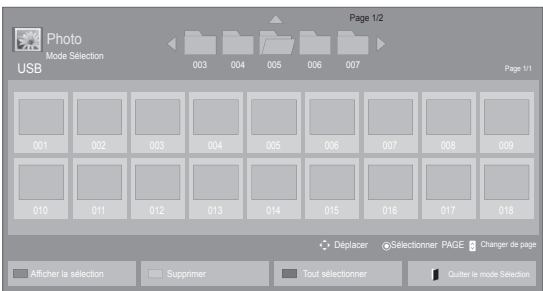 Page 1/2
Photo
Mode Sélection
USB
003 004 005 006 007
Page 1/1
001 002 003 004 005 006 007 008 009
010 011 012 013 014 015 016 017 018
Déplacer Sélectionner PAGE Changer de page
Afficher la sélection Supprimer Tout sélectionner Quitter le mode Sélection